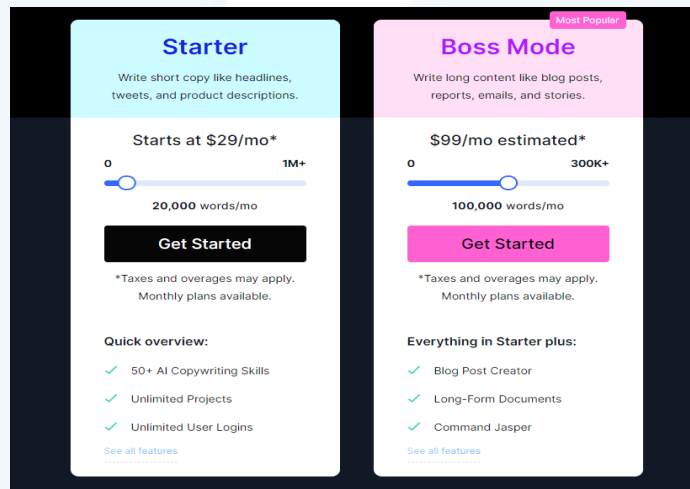 Starter
Write short copy like headlines,
tweets, and product descriptions.
Starts at $29/mo*
0 1M+
20,000 words/mo
Get Started
*Taxes and overages may apply.
Monthly plans available.
Quick overview:
50+ AI Copywriting Skills
Unlimited Projects
Unlimited User Logins
See all features
Most Popular
Boss Mode
Write long content like blog posts,
reports, emails, and stories.
$99/mo estimated*
0 300K+
100,000 words/mo
Get Started
*Taxes and overages may apply.
Monthly plans available.
Everything in Starter plus:
Blog Post Creator
Long-Form Documents
Command Jasper
See all features